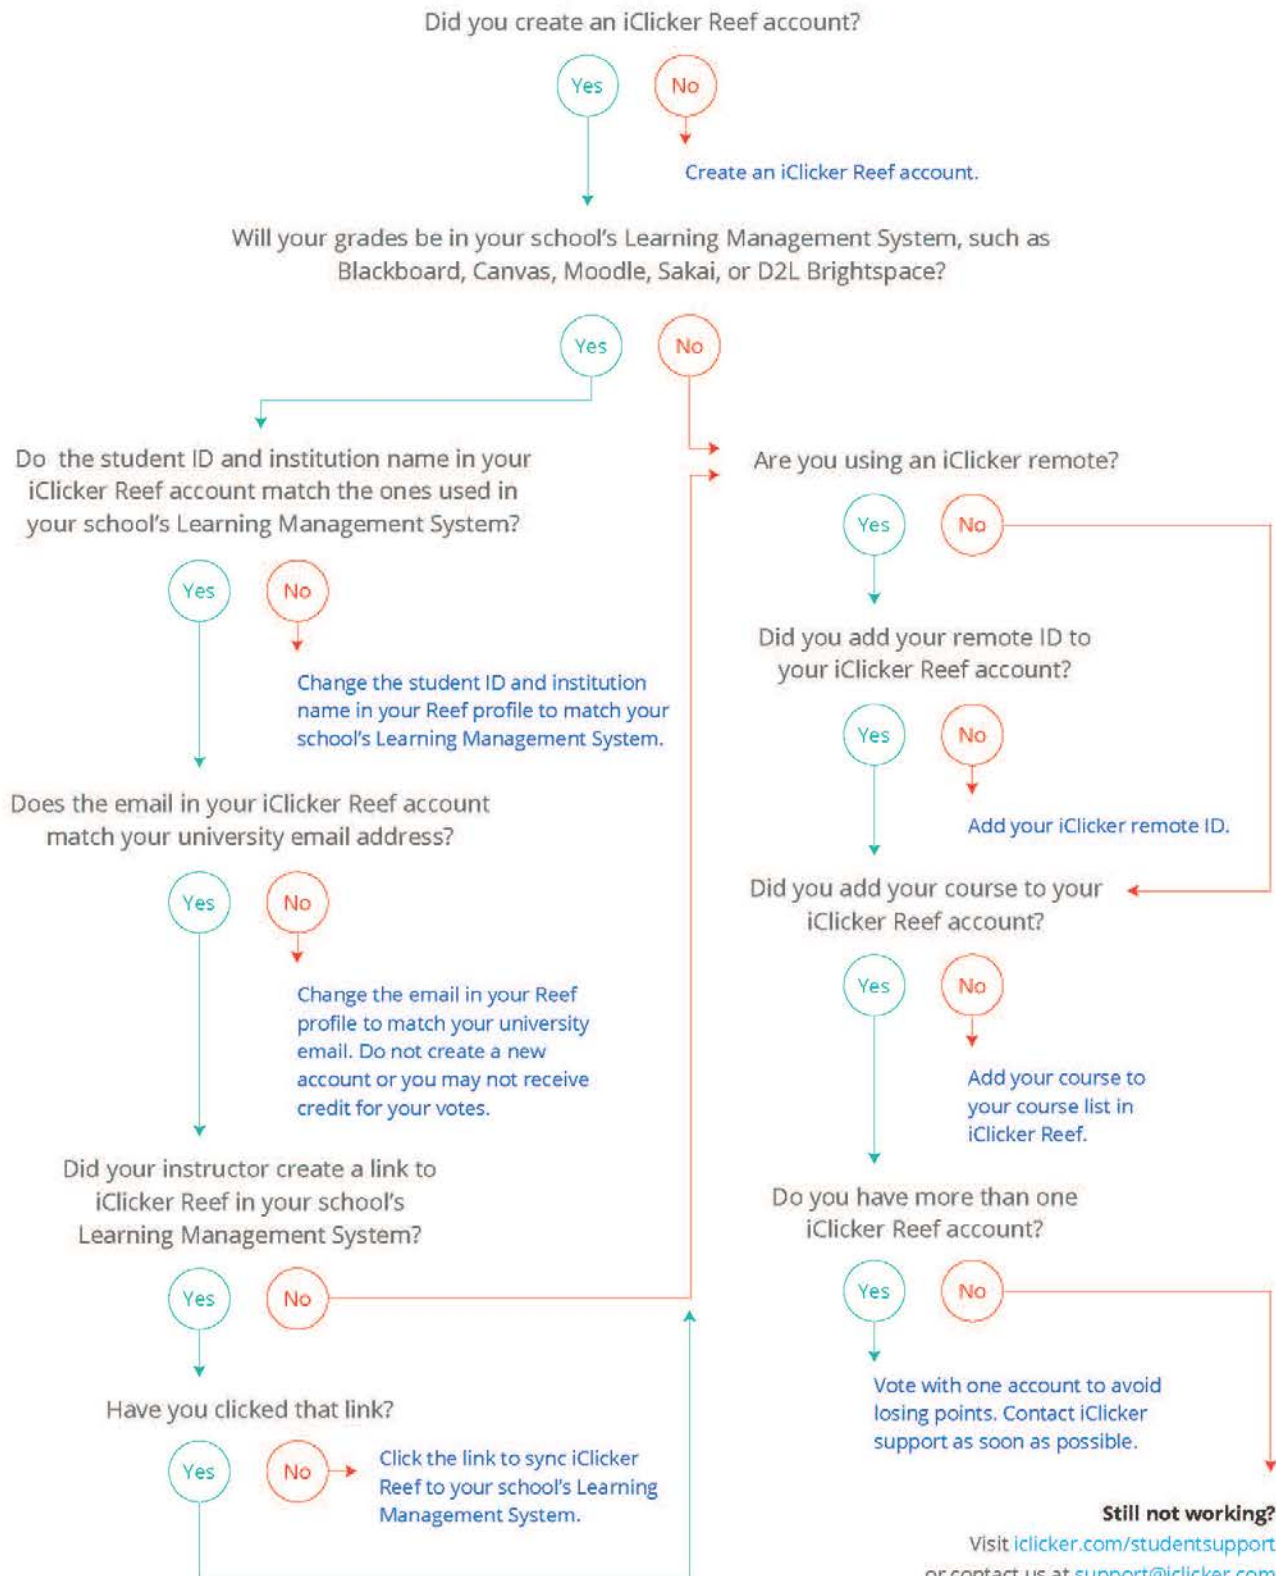 Did you create an iClicker Reef account?
Yes
No
Create an iClicker Reef account.
Will your grades be in your school's Learning Management System, such as
Blackboard, Canvas, Moodle, Sakai, or D2L Brightspace?
Yes
No
Do the student ID and institution name in your
iClicker Reef account match the ones used in
your school's Learning Management System?
Yes
No
Change the student ID and institution
name in your Reef profile to match your
school's Learning Management System.
Does the email in your iClicker Reef account
match your university email address?
Yes
No
Change the email in your Reef
profile to match your university
email. Do not create a new
account or you may not receive
credit for your votes.
Did your instructor create a link to
iClicker Reef in your school's
Learning Management System?
Yes
No
Have you clicked that link?
Yes
No
Click the link to sync iClicker
Reef to your school's Learning
Management System.
Are you using an iClicker remote?
Yes
No
Did you add your remote ID to
your iClicker Reef account?
Yes
No
Add your iClicker remote ID.
Did you add your course to your
iClicker Reef account?
Yes
No
Add your course to
your course list in
iClicker Reef.
Do you have more than one
iClicker Reef account?
Yes
No
Vote with one account to avoid
losing points. Contact iClicker
support as soon as possible.
Still not working?
Visit iclicker.com/studentsupport
or contact us at support@iclicker.com